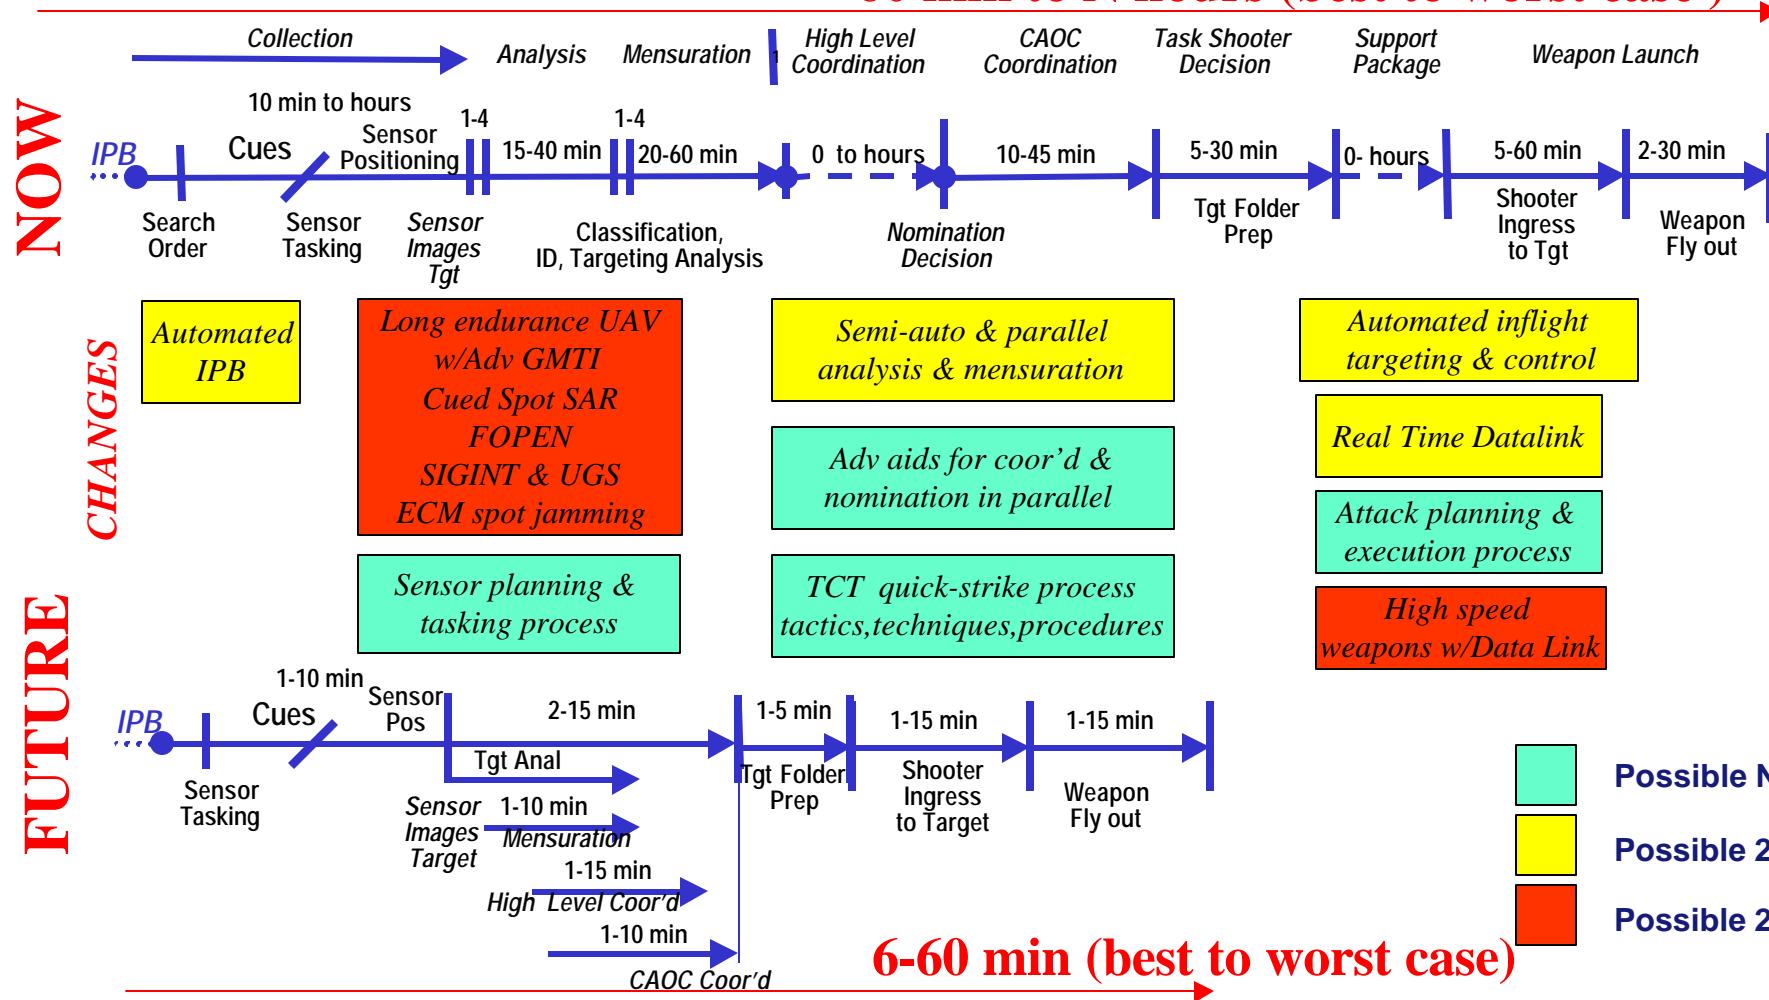 NOW
Collection
Analysis
Mensuration
High Level
Coordination
CAOC
Coordination
Task Shooter
Decision
Support
Package
Weapon Launch
10 min to hours
IPB
Cues
Sensor
Positioning
1-4
15-40 min
1-4
20-60 min
0 to hours
10-45 min
5-30 min
0- hours
5-60 min
2-30 min
Search
Order
Sensor
Tasking
Sensor
Images
Tgt
Classification,
ID, Targeting Analysis
Nomination
Decision
Tgt Folder
Prep
Shooter
Ingress
to Tgt
Weapon
Fly out
CHANGES
Automated
IPB
Long endurance UAV
w/Adv GMTI
Cued Spot SAR
FOPEN
SIGINT & UGS
ECM spot jamming
Sensor planning &
tasking process
Semi-auto & parallel
analysis & mensuration
Adv aids for coor'd &
nomination in parallel
TCT quick-strike process
tactics,techniques,procedures
Automated inflight
targeting & control
Real Time Datalink
Attack planning &
execution process
High speed
weapons w/Data Link
FUTURE
IPB
1-10 min
Cues
Sensor
Pos
2-15 min
1-5 min
1-15 min
1-15 min
Sensor
Tasking
Tgt Anal
Sensor
Images
Target
1-10 min
Mensuration
1-15 min
High Level Coor'd
1-10 min
CAOC Coor'd
Tgt Folder
Prep
Shooter
Ingress
to Target
Weapon
Fly out
6-60 min (best to worst case)
Possible
Possible
Possible